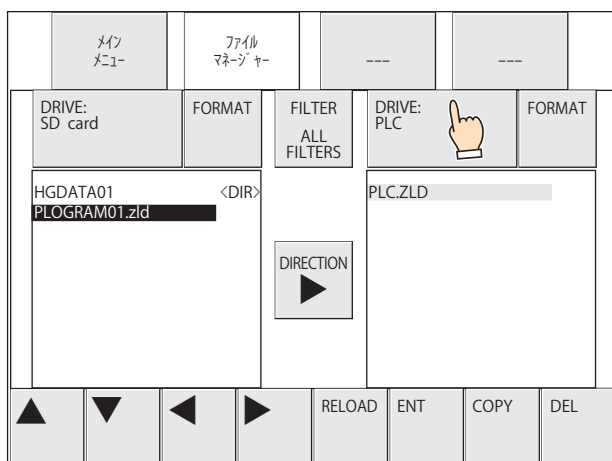 メイン
メニュー
ファイル
マネージャー
---
---
DRIVE:
SD card
FORMAT
FILTER
ALL
FILTERS
DRIVE:
PLC
FORMAT
HGDATA01 <DIR>
PLOGRAM01.zld
PLC.ZLD
DIRECTION
RELOAD
ENT
COPY
DEL